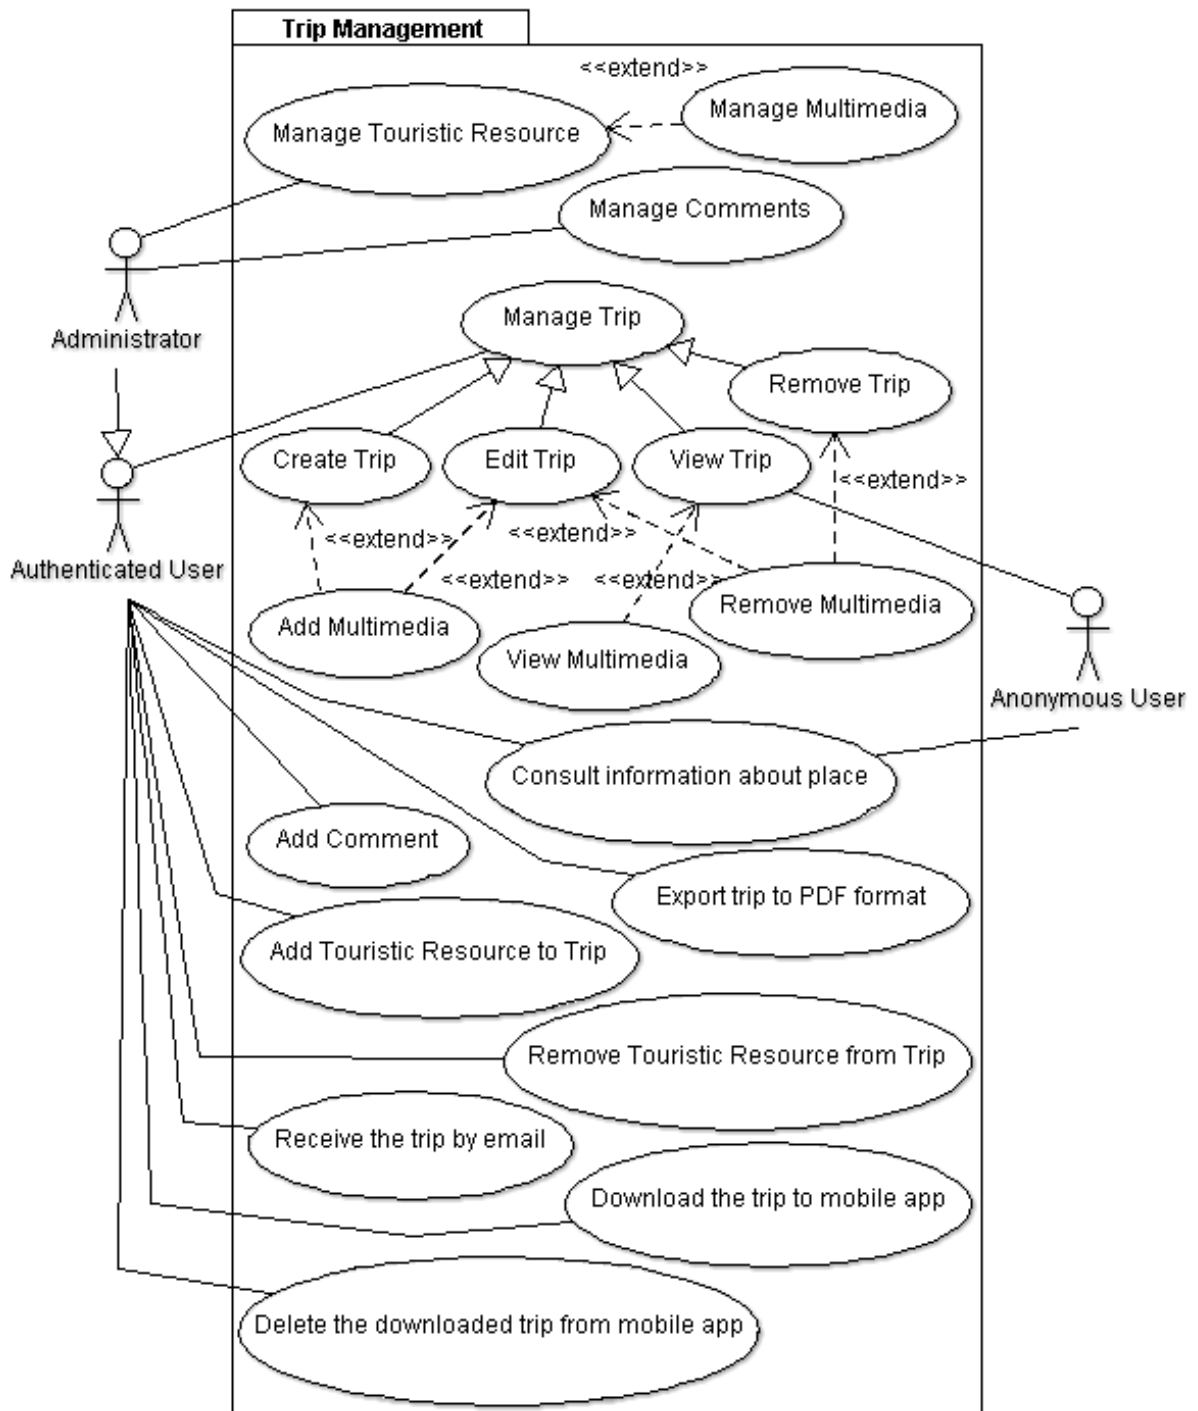 Trip Management
<<extend>>
Manage Multimedia
Manage Touristic Resource
Manage Comments
Administrator
Manage Trip
Remove Trip
Create Trip
Edit Trip
View Trip
<<extend>>
<<extend>>
<<extend>>
Authenticated User
<<extend>>
<<extend>>
Add Multimedia
View Multimedia
Remove Multimedia
Anonymous User
Consult information about place
Add Comment
Export trip to PDF format
Add Touristic Resource to Trip
Remove Touristic Resource from Trip
Receive the trip by email
Download the trip to mobile app
Delete the downloaded trip from mobile app